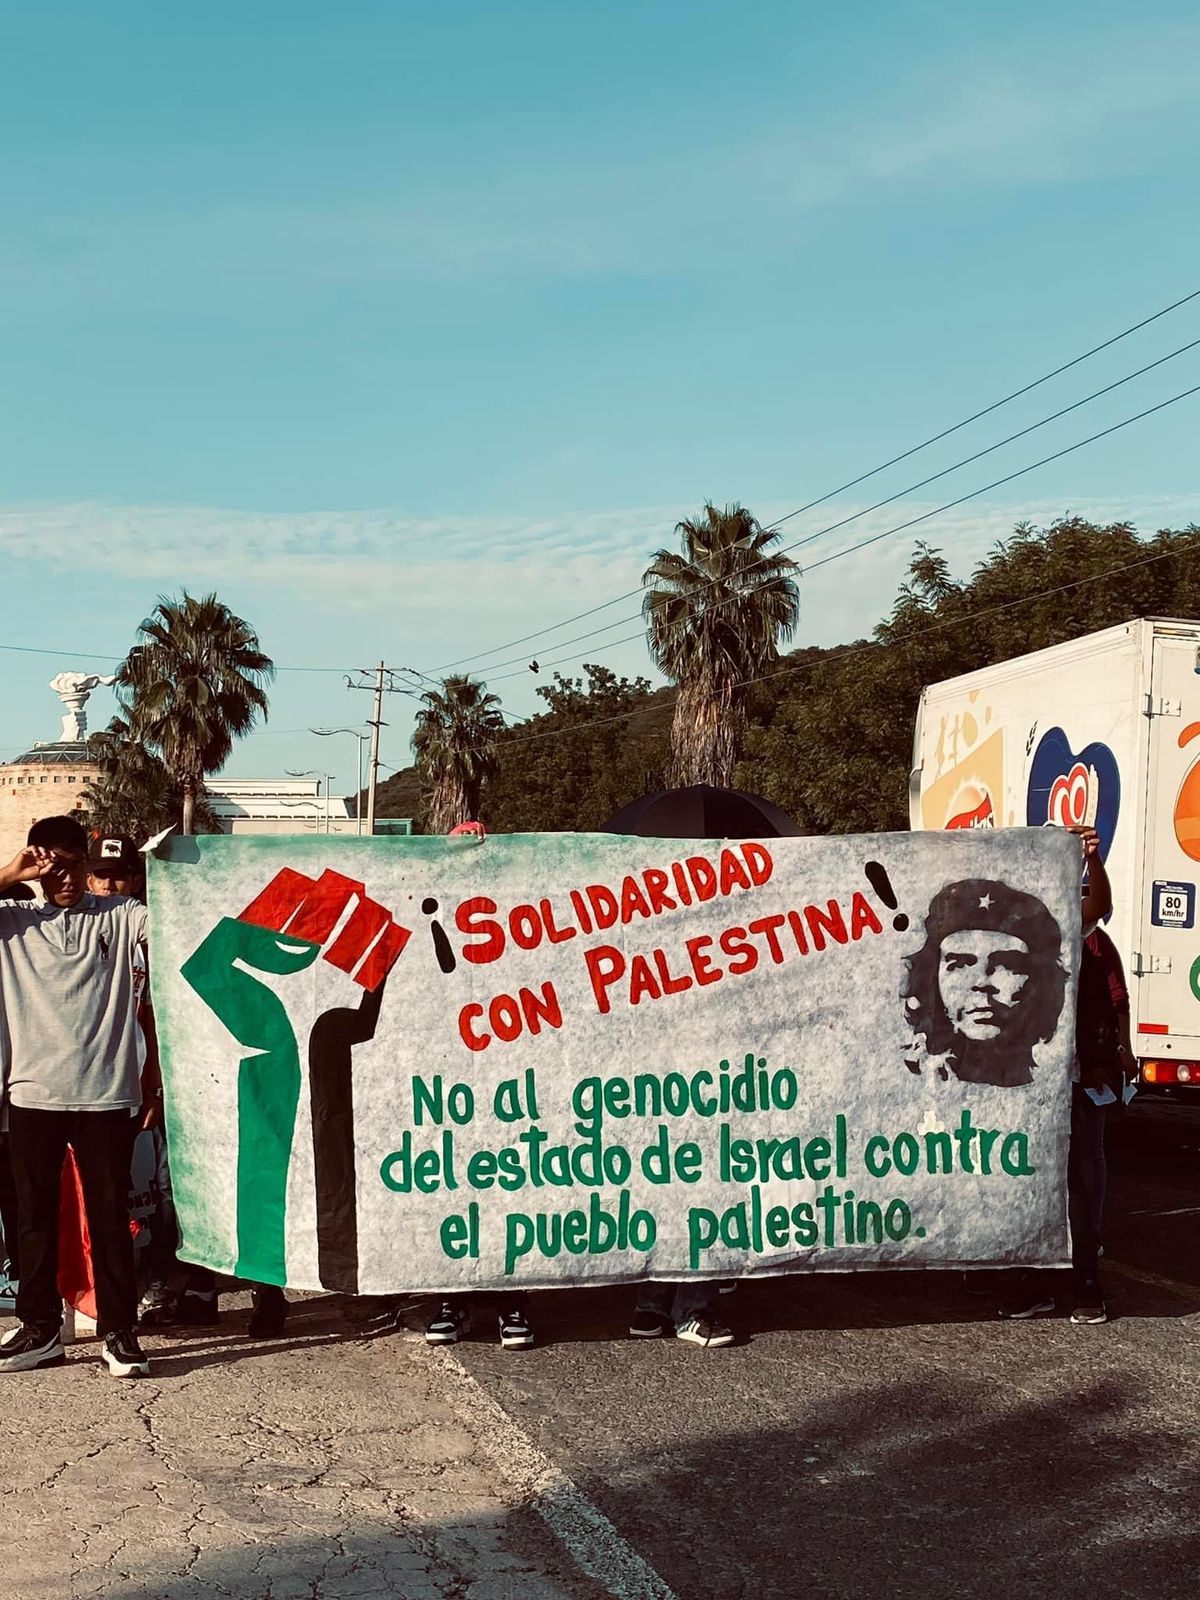 ¡SOLIDARIDAD
CON PALESTINA!
No al genocidio
del estado de Israel contra
el pueblo palestino.
80
km/hr